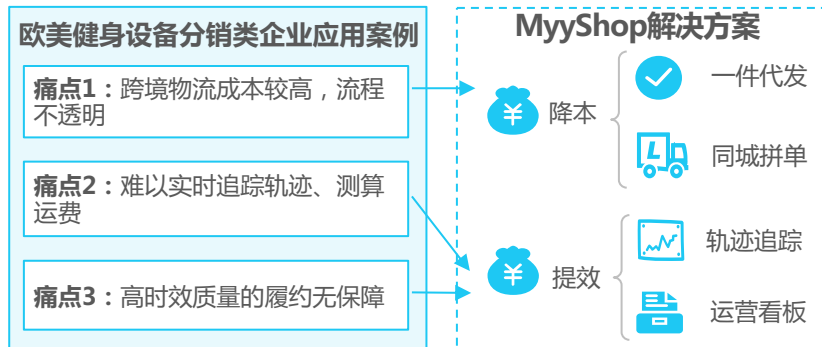 欧美健身设备分销类企业应用案例
痛点1：跨境物流成本较高，流程
不透明
痛点2：难以实时追踪轨迹、测算
运费
痛点3：高时效质量的履约无保障
MyyShop解决方案
¥
降本
一件代发
L
同城拼单
¥
提效
轨迹追踪
运营看板